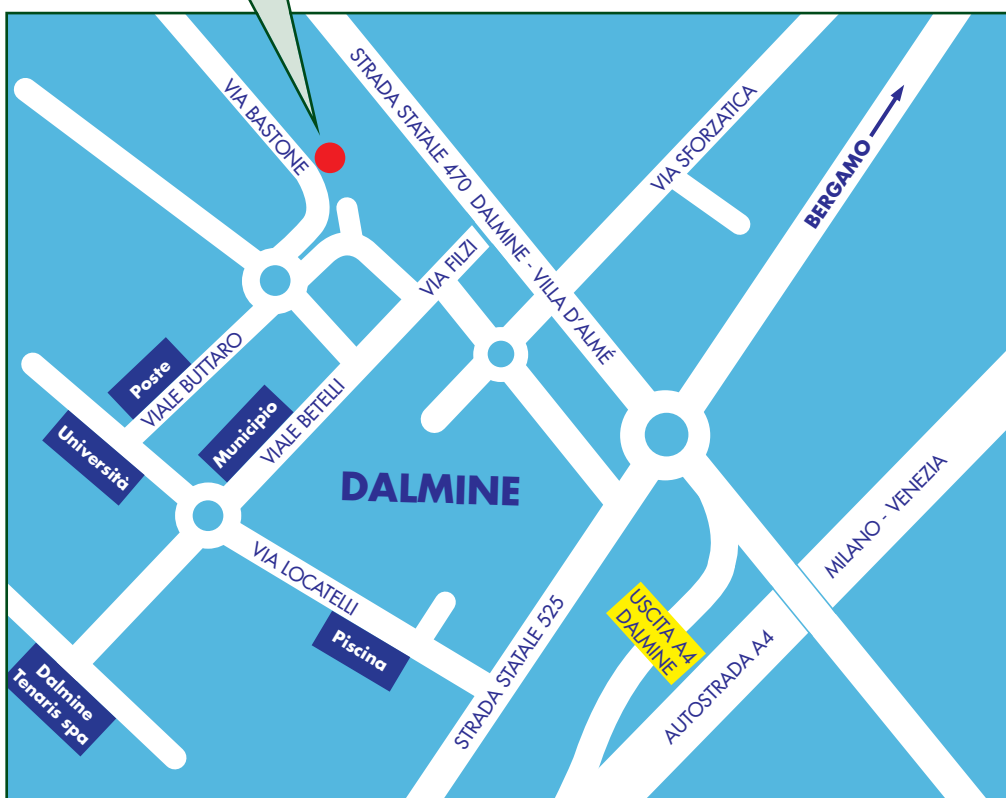 VIA BASTONE
STRADA STATALE 470 DALMINE - VILLA D'ALMÉ
VIA SFORZATICA
BERGAMO
VIA FILZI
Poste
VIALE BUTTARO
Università
Municipio
VIALE BETELLI
DALMINE
MILANO - VENEZIA
VIA LOCATELLI
Piscina
STRADA STATALE 525
USCITA A4
DALMINE
AUTOSTRADA A4
Dalmine
Tenaris spa